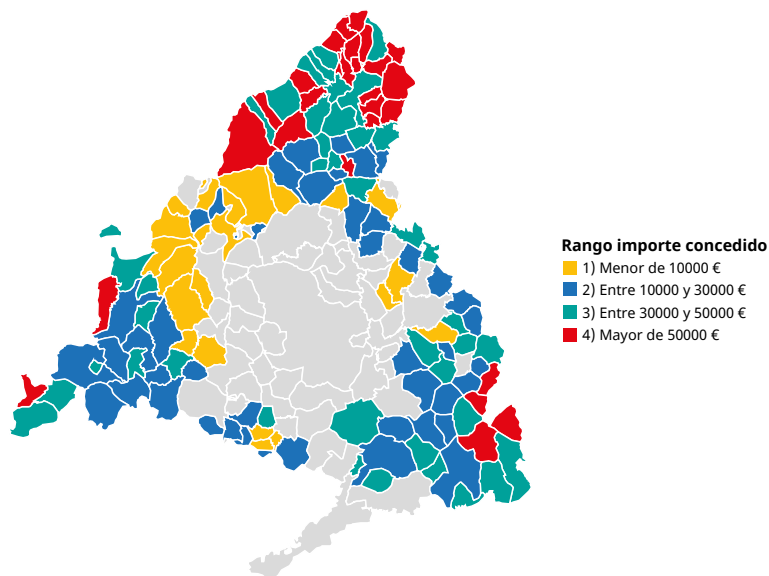 Rango importe concedido
1) Menor de 10000 €
2) Entre 10000 y 30000 €
3) Entre 30000 y 50000 €
4) Mayor de 50000 €